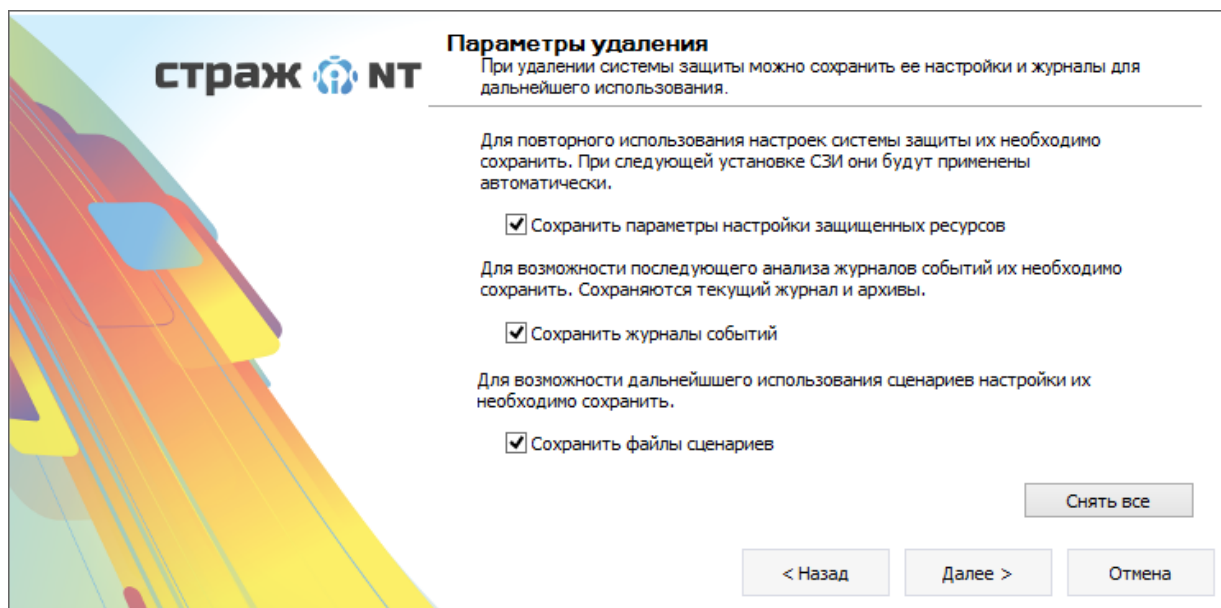 страж NT
Параметры удаления
При удалении системы защиты можно сохранить ее настройки и журналы для
дальнейшего использования.
Для повторного использования настроек системы защиты их необходимо
сохранить. При следующей установке СЗИ они будут применены
автоматически.
Сохранить параметры настройки защищенных ресурсов
Для возможности последующего анализа журналов событий их необходимо
сохранить. Сохраняются текущий журнал и архивы.
Сохранить журналы событий
Для возможности дальнейшшего использования сценариев настройки их
необходимо сохранить.
Сохранить файлы сценариев
Снять все
< Назад
Далее >
Отмена